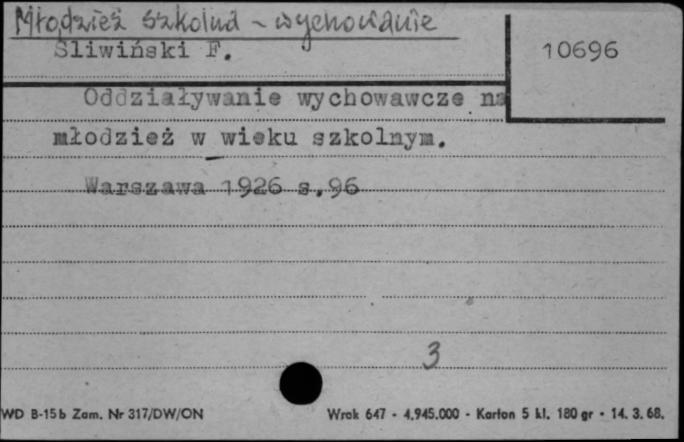 Młodzież szkolna - wychowanie
Śliwiński F.
10696
Oddziaływanie wychowawcze na
młodzież w wieku szkolnym.
Warszawa 1926 s.96
3
WD B-15b Zam. Nr 317/DW/ON
Wrak 647 - 4.945.000 - Karton 5 kl. 180 gr - 14. 3. 68.